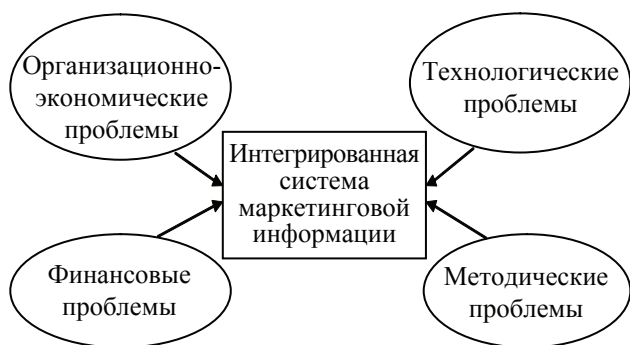 Организационно-
экономические
проблемы
Технологические
проблемы
Интегрированная
система
маркетинговой
информации
Финансовые
проблемы
Методические
проблемы